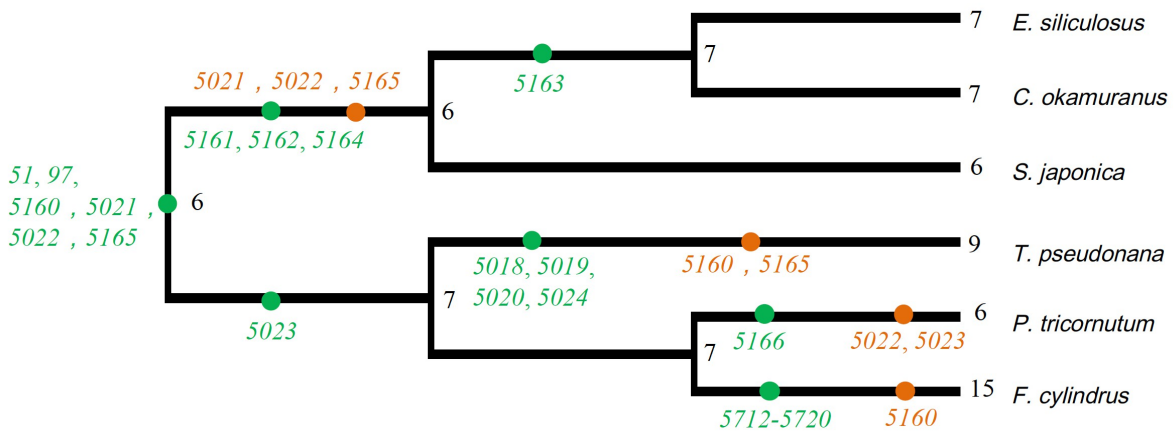 7 E. siliculosus
5021 , 5022 , 5165
5163
7
5161, 5162, 5164
6
7 C. okamuranus
51, 97,
5160 , 5021 ,
5022 , 5165
6
6 S. japonica
9 T. pseudonana
5018, 5019,
5020, 5024
5160 , 5165
5023
7
6 P. tricornutum
5166
5022, 5023
7
15 F. cylindrus
5712-5720
5160